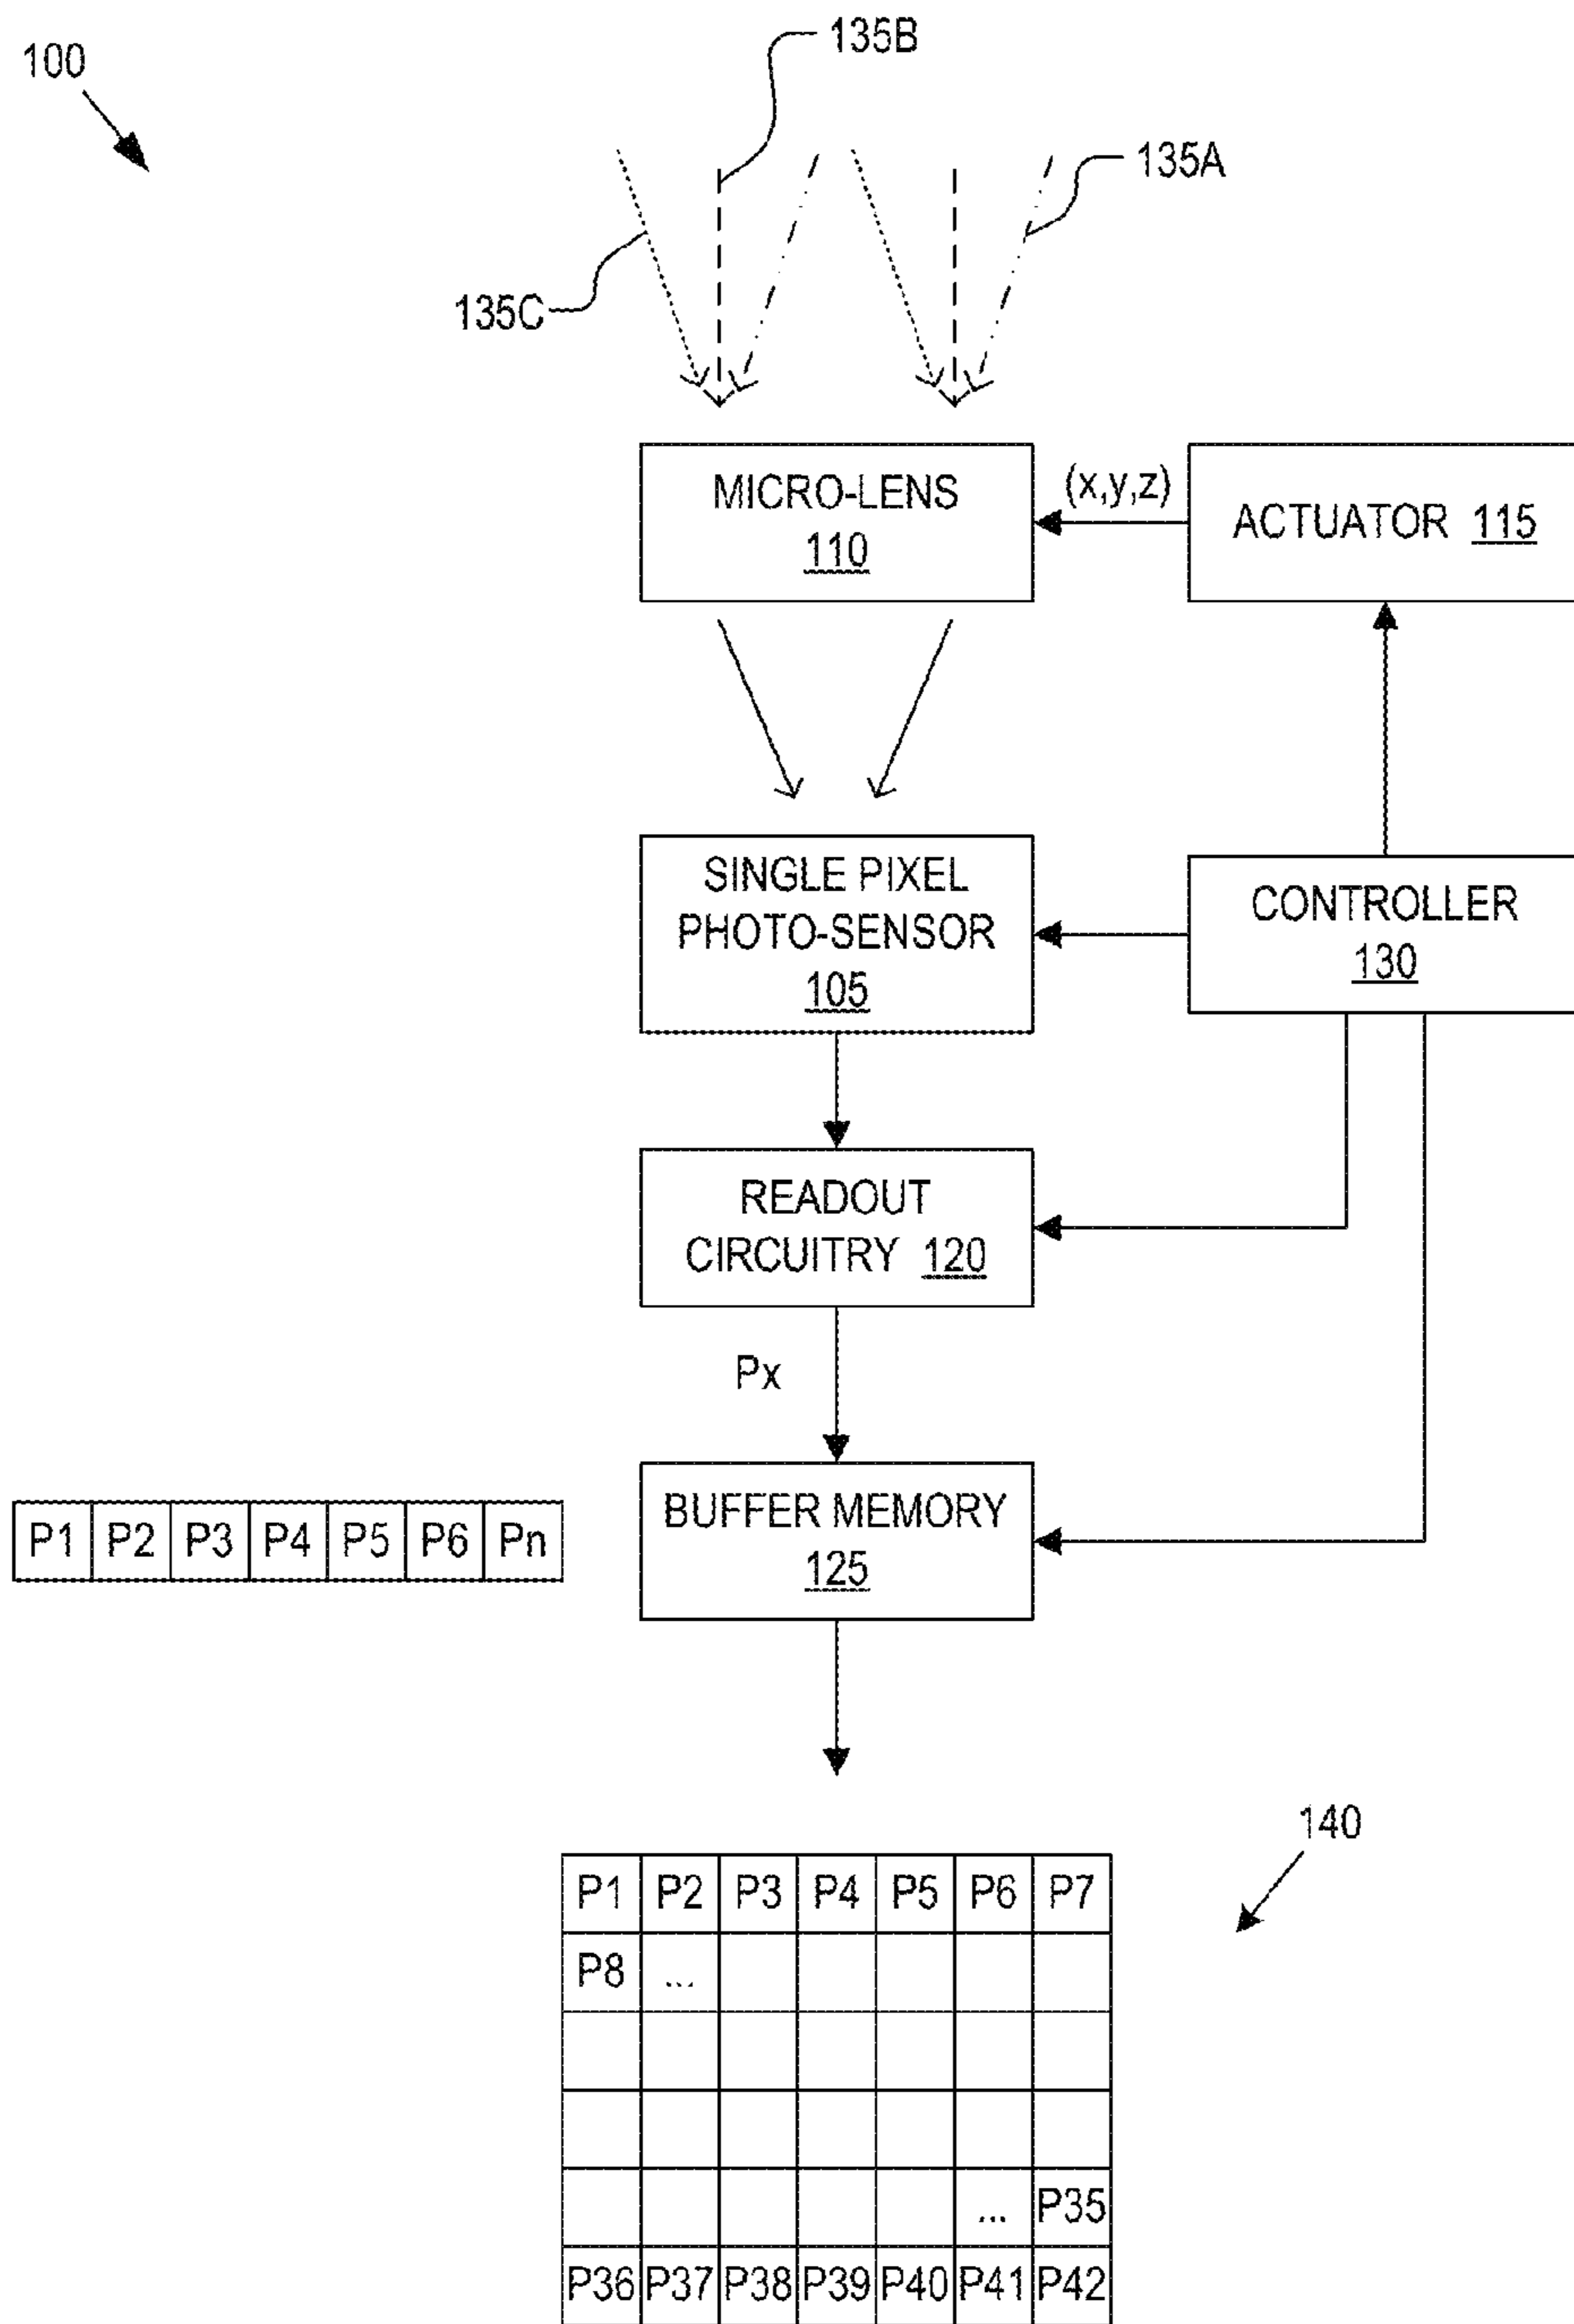 100
135B
135A
135C
MICRO-LENS
110
(x,y,z)
ACTUATOR 115
SINGLE PIXEL
PHOTO-SENSOR
105
CONTROLLER
130
READOUT
CIRCUITRY 120
Px
P1 P2 P3 P4 P5 P6 Pn
BUFFER MEMORY
125
140
P1 P2 P3 P4 P5 P6 P7
P8 ...
... P35
P36 P37 P38 P39 P40 P41 P42